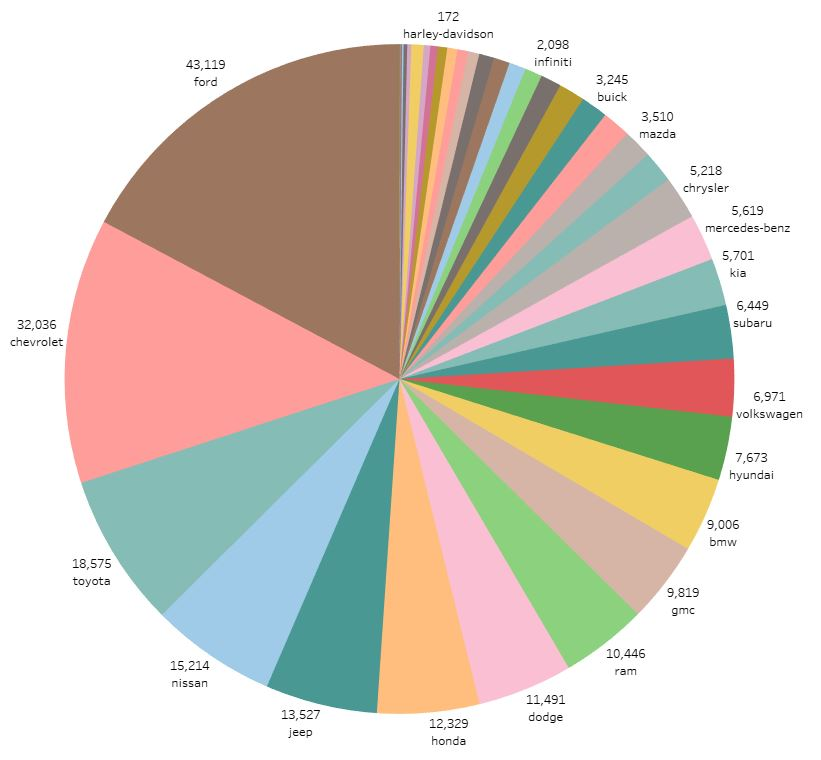 172
harley-davidson
2,098
infiniti
3,245
buick
3,510
mazda
5,218
chrysler
5,619
mercedes-benz
5,701
kia
6,449
subaru
6,971
volkswagen
7,673
hyundai
9,006
bmw
9,819
gmc
10,446
ram
11,491
dodge
12,329
honda
13,527
jeep
15,214
nissan
18,575
toyota
32,036
chevrolet
43,119
ford